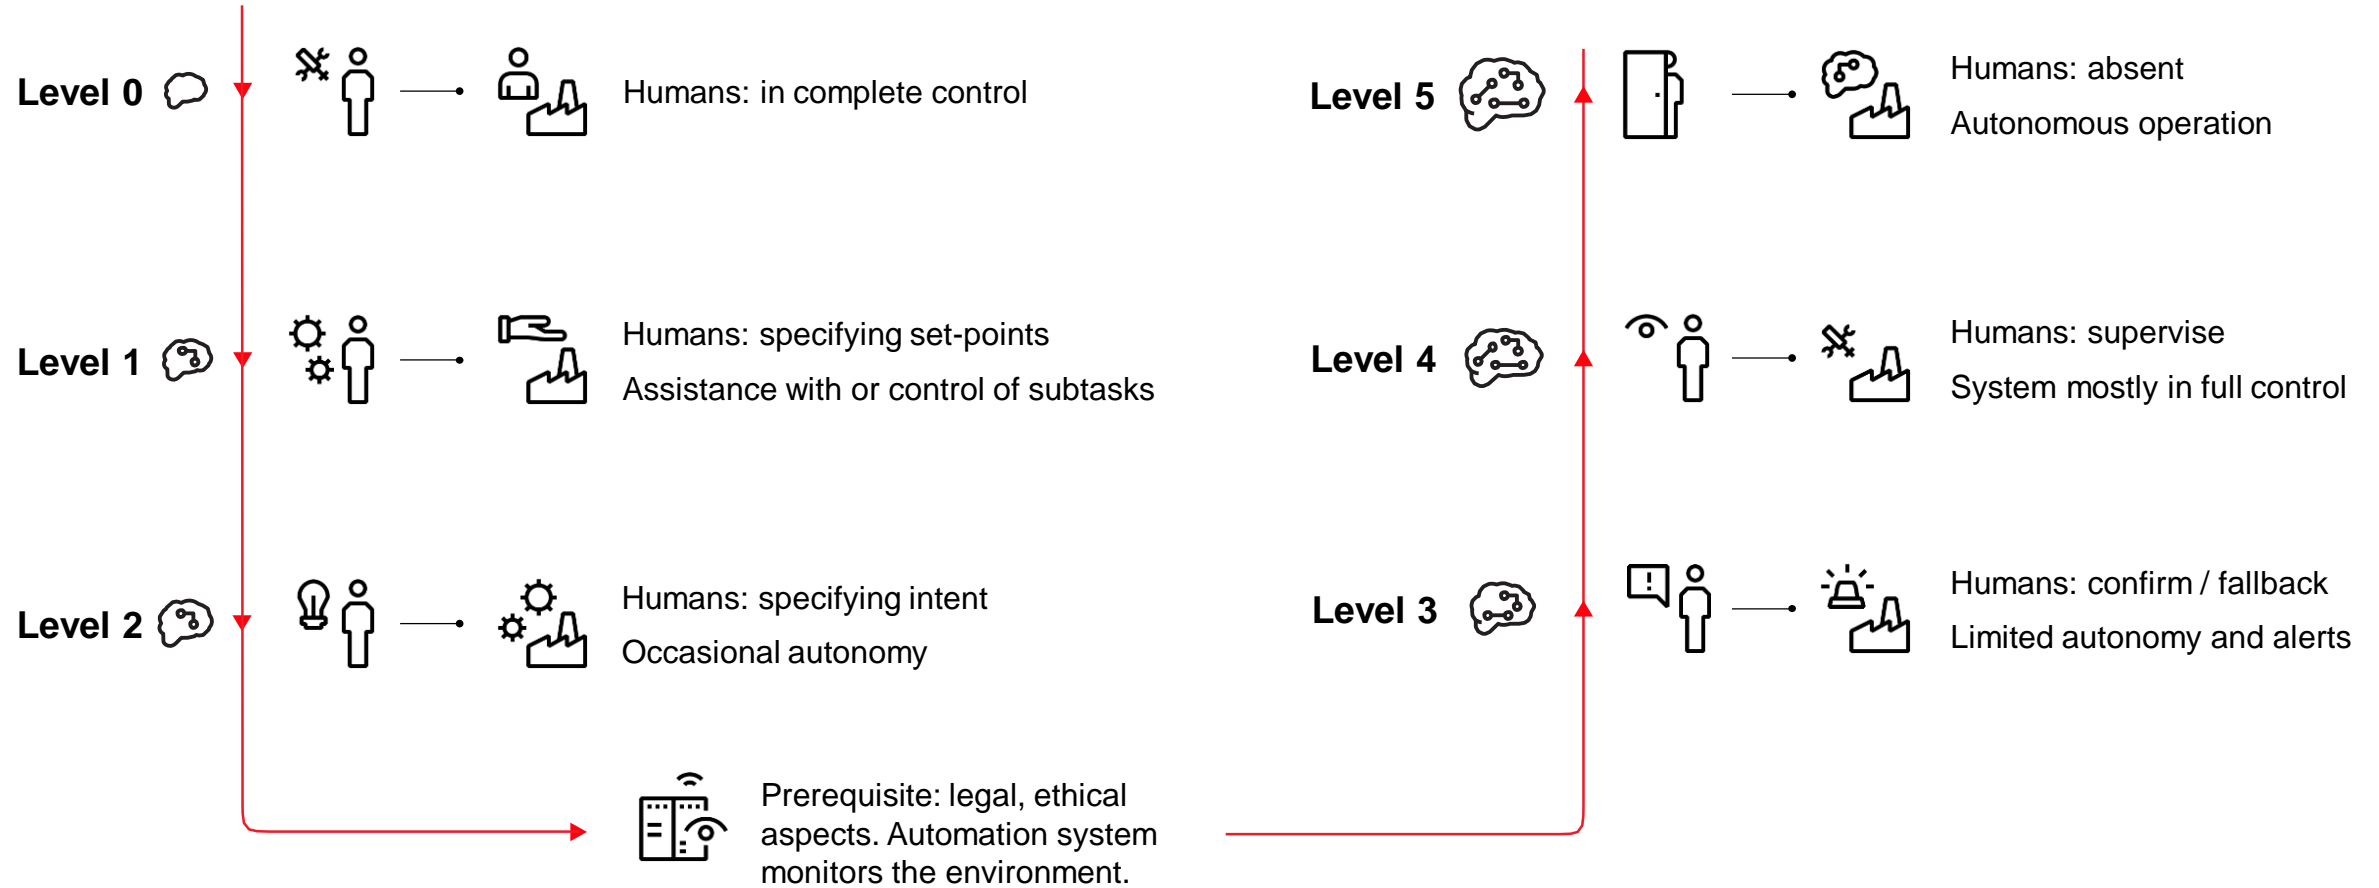 Level 0
Humans: in complete control
Level 1
Humans: specifying set-points
Assistance with or control of subtasks
Level 2
Humans: specifying intent
Occasional autonomy
Prerequisite: legal, ethical
aspects. Automation system
monitors the environment.
Level 5
Humans: absent
Autonomous operation
Level 4
Humans: supervise
System mostly in full control
Level 3
Humans: confirm / fallback
Limited autonomy and alerts